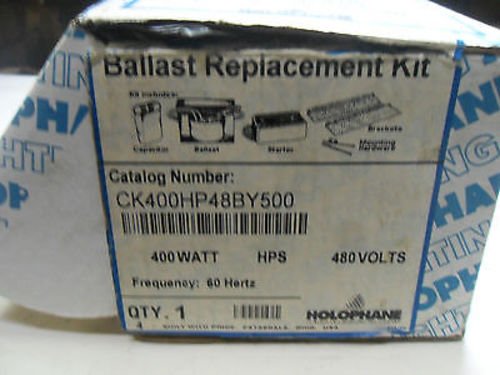 Ballast Replacement Kit
Kit includes:
Capacitor
Ballast
Starter
Brackets
Mounting
Hardware
Catalog Number:
CK400HP48BY500
400 WATT HPS 480 VOLTS
Frequency: 60 Hertz
QTY. 1
HOLOPHANE